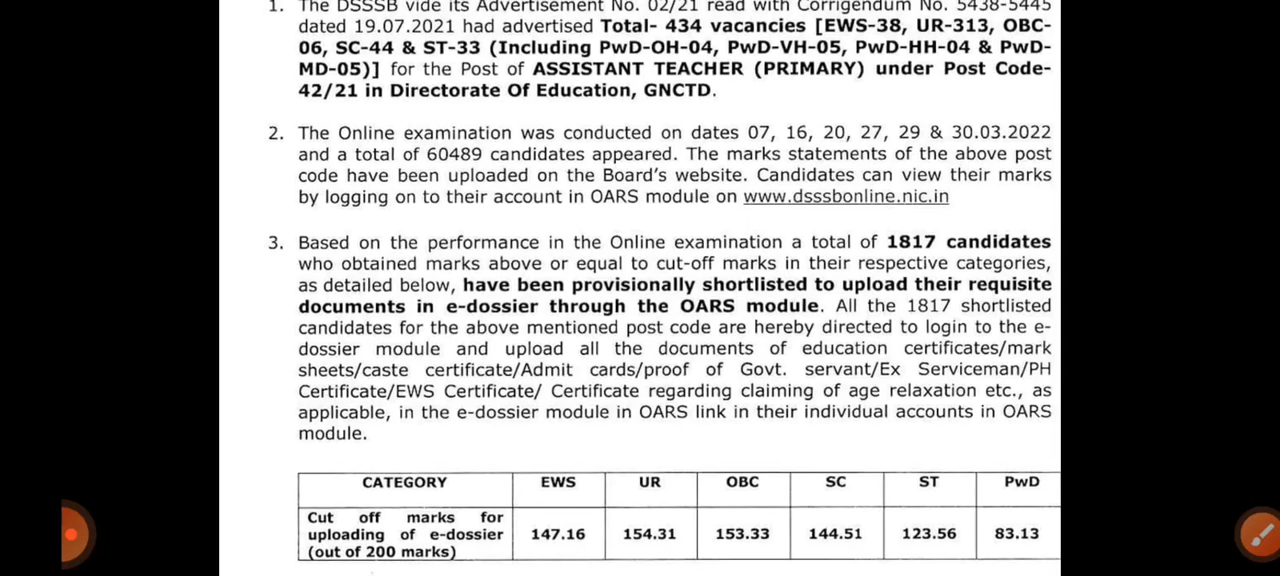 1. The DSSSB vide its Advertisement No. 02/21 read with Corrigendum No. 5438-5445
dated 19.07.2021 had advertised Total- 434 vacancies [EWS-38, UR-313, OBC-
06, SC-44 & ST-33 (Including PwD-OH-04, PwD-VH-05, PwD-HH-04 & PwD-
MD-05)] for the Post of ASSISTANT TEACHER (PRIMARY) under Post Code-
42/21 in Directorate Of Education, GNCTD.
2. The Online examination was conducted on dates 07, 16, 20, 27, 29 & 30.03.2022
and a total of 60489 candidates appeared. The marks statements of the above post
code have been uploaded on the Board's website. Candidates can view their marks
by logging on to their account in OARS module on www.dsssbonline.nic.in
3. Based on the performance in the Online examination a total of 1817 candidates
who obtained marks above or equal to cut-off marks in their respective categories,
as detailed below, have been provisionally shortlisted to upload their requisite
documents in e-dossier through the OARS module. All the 1817 shortlisted
candidates for the above mentioned post code are hereby directed to login to the e-
dossier module and upload all the documents of education certificates/mark
sheets/caste certificate/Admit cards/proof of Govt. servant/Ex Serviceman/PH
Certificate/EWS Certificate/ Certificate regarding claiming of age relaxation etc., as
applicable, in the e-dossier module in OARS link in their individual accounts in OARS
module.
CATEGORY EWS UR OBC SC ST PwD
Cut off marks for
uploading of e-dossier 147.16 154.31 153.33 144.51 123.56 83.13
(out of 200 marks)